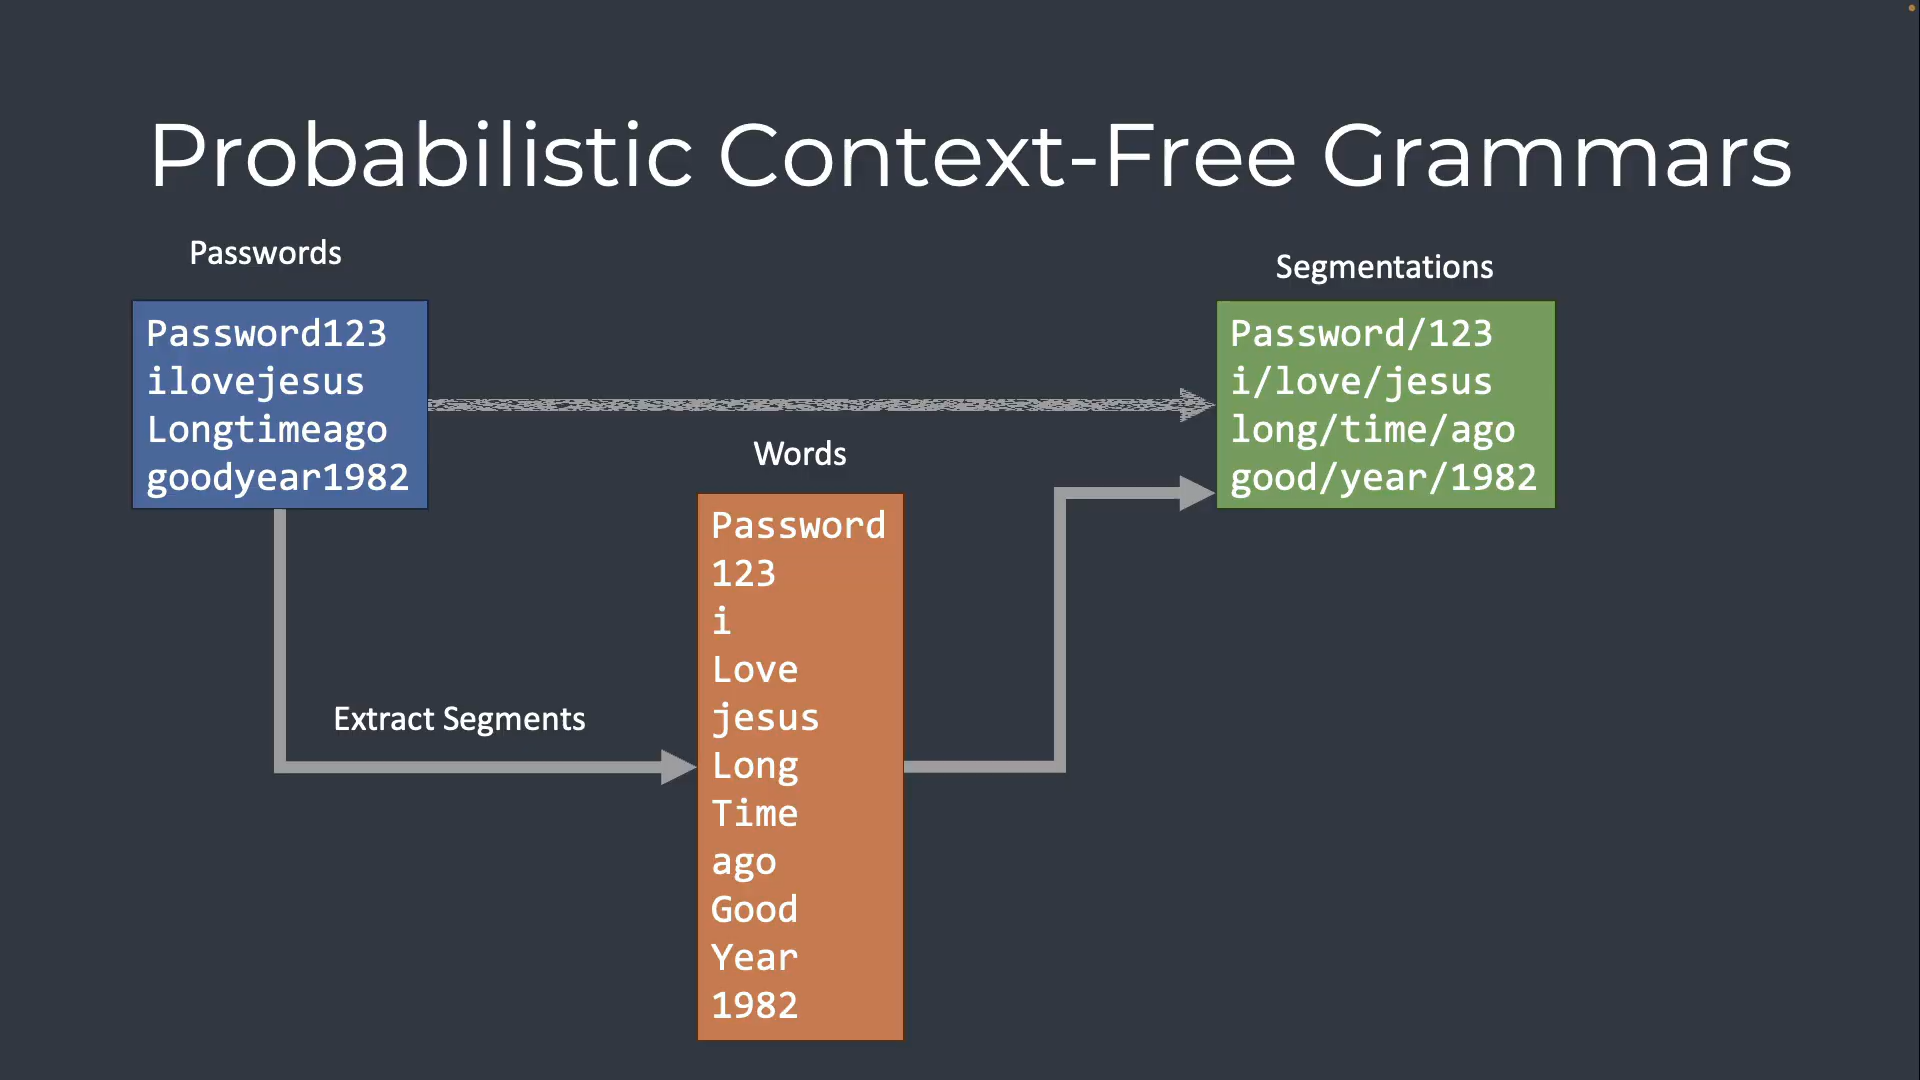 Probabilistic Context-Free Grammars
Passwords
Password123
ilovejesus
Longtimeago
goodyear1982
Extract Segments
Words
Password
123
i
Love
jesus
Long
Time
ago
Good
Year
1982
Segmentations
Password/123
i/love/jesus
long/time/ago
good/year/1982